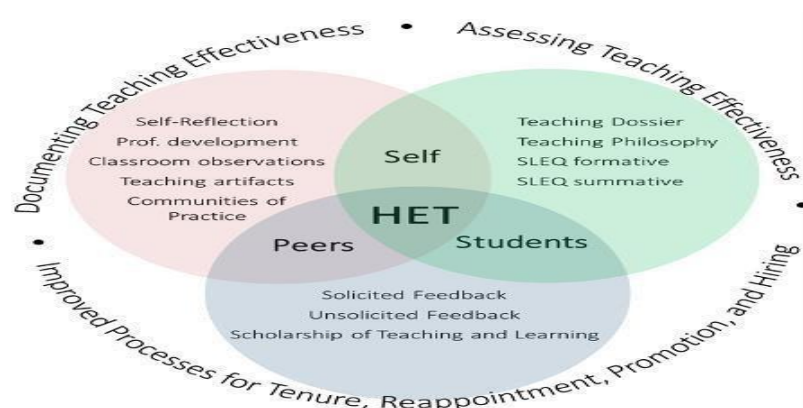 Documenting Teaching Effectiveness
Assessing Teaching Effectiveness
Self-Reflection
Prof. development
Classroom observations
Teaching artifacts
Communities of
Practice
Self
Teaching Dossier
Teaching Philosophy
SLEQ formative
SLEQ summative
HET
Peers
Students
Solicited Feedback
Unsolicited Feedback
Scholarship of Teaching and Learning
Improved Processes for Tenure, Reappointment, Promotion, and Hiring